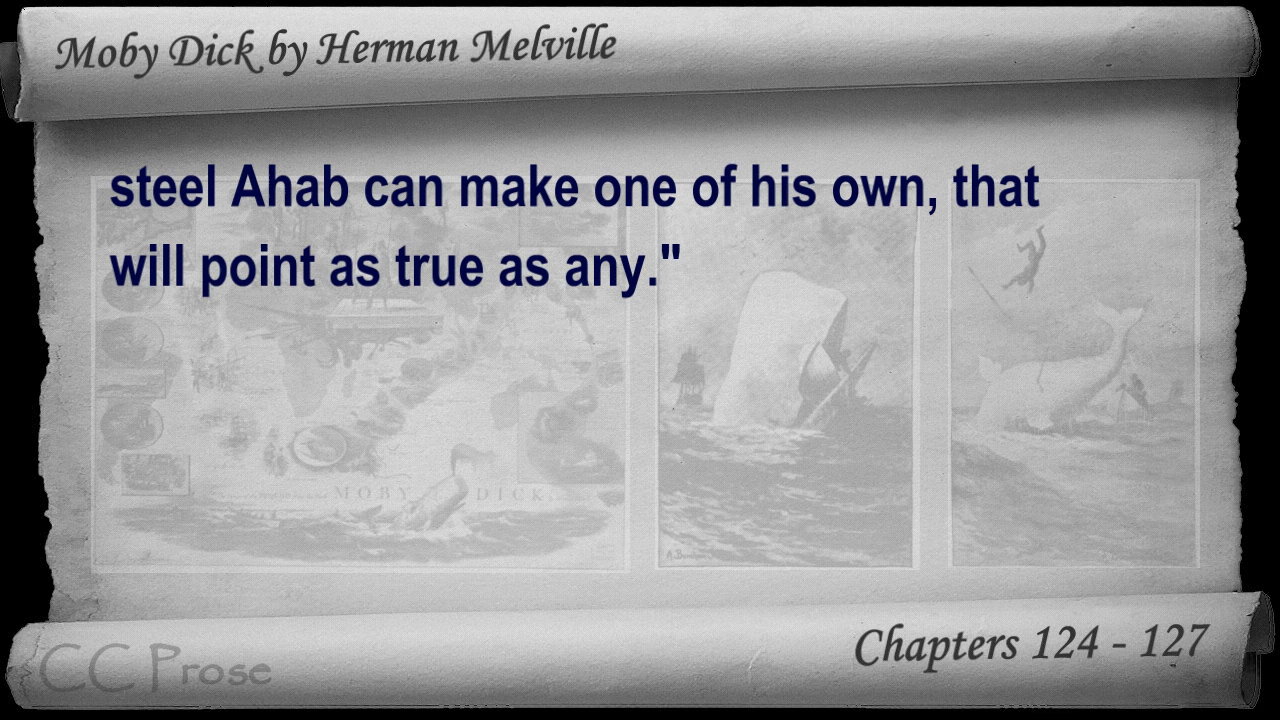 Moby Dick by Herman Melville
steel Ahab can make one of his own, that
will point as true as any."
MOBY DICK
CC Prose
Chapters 124 - 127